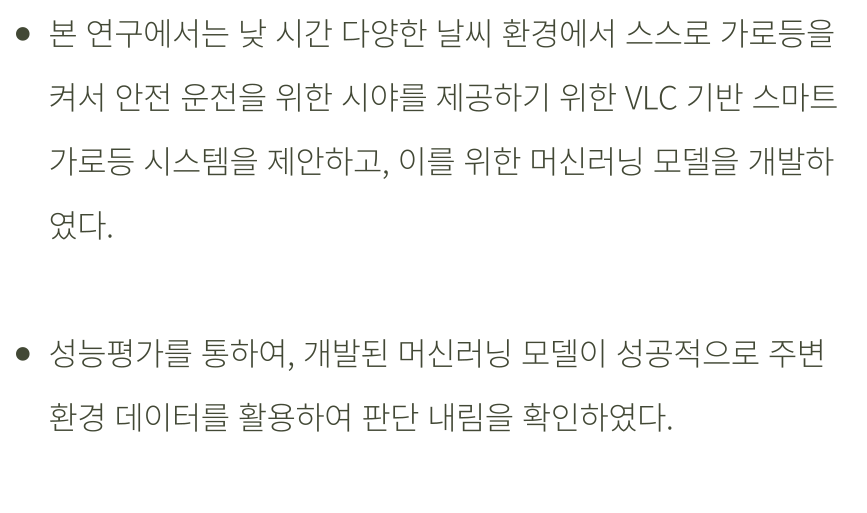 ● 본 연구에서는 낮 시간 다양한 날씨 환경에서 스스로 가로등을
켜서 안전 운전을 위한 시야를 제공하기 위한 VLC 기반 스마트
가로등 시스템을 제안하고, 이를 위한 머신러닝 모델을 개발하
였다.
● 성능평가를 통하여, 개발된 머신러닝 모델이 성공적으로 주변
환경 데이터를 활용하여 판단 내림을 확인하였다.